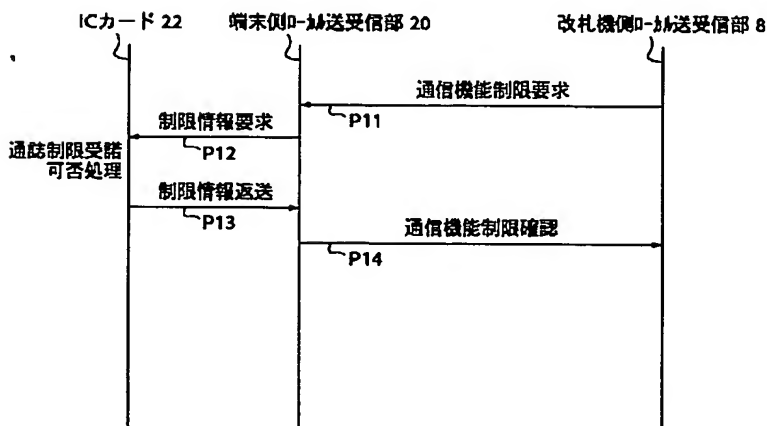 ICカード 22
端末側ローカル送受信部 20
改札機側ローカル送受信部 8
通信機能制限要求
P11
制限情報要求
P12
通話制限受諾
可否処理
制限情報返送
P13
通信機能制限確認
P14